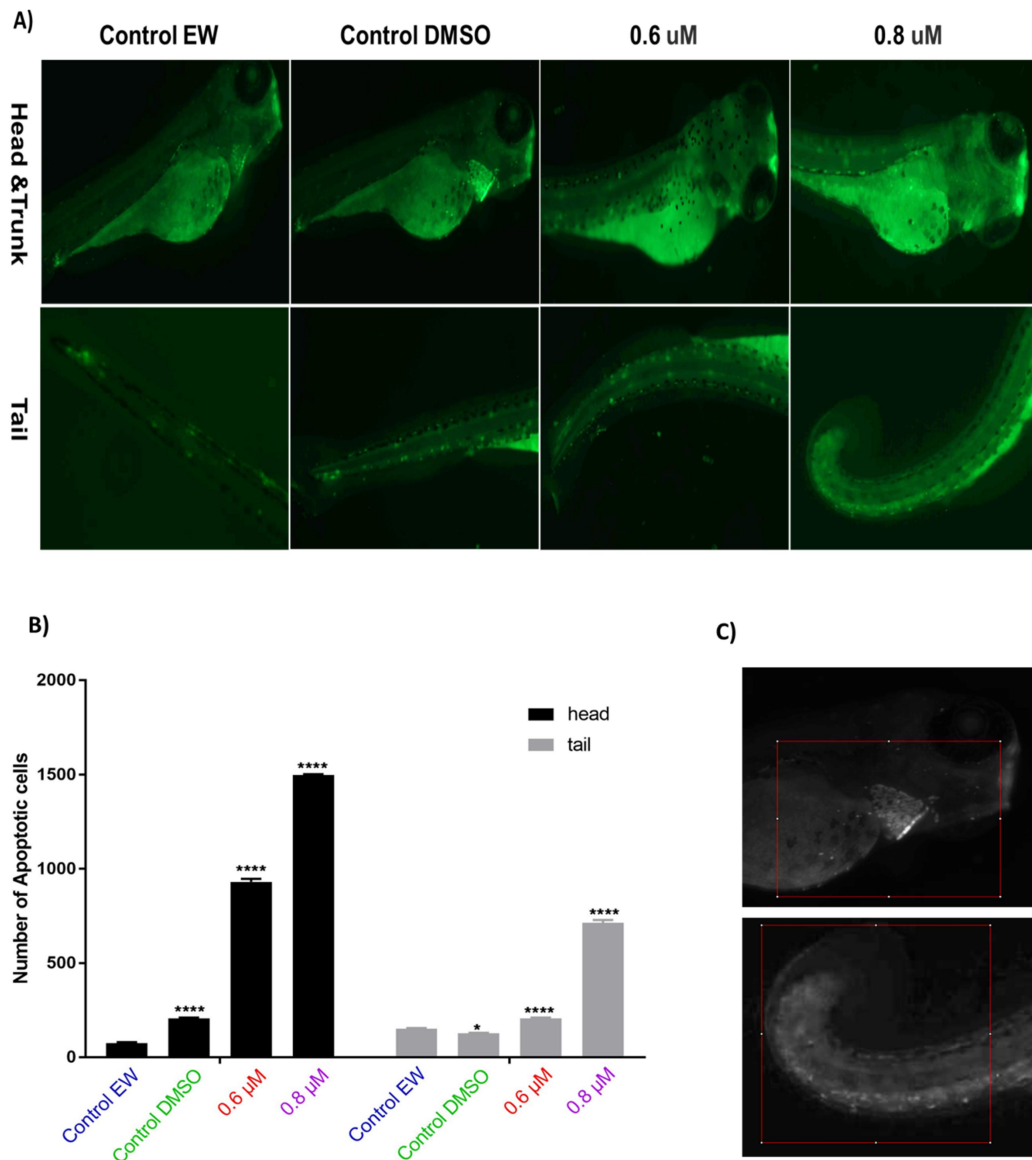 A)
Control EW
Control DMSO
0.6 uM
0.8 uM
Head &Trunk
Tail
B)
Number of Apoptotic cells
2000
1500
1000
500
0
head
tail
****
****
****
*
****
****
Control EW
Control DMSO
0.6 µM
0.8 µM
Control EW
Control DMSO
0.6 µM
0.8 µM
C)